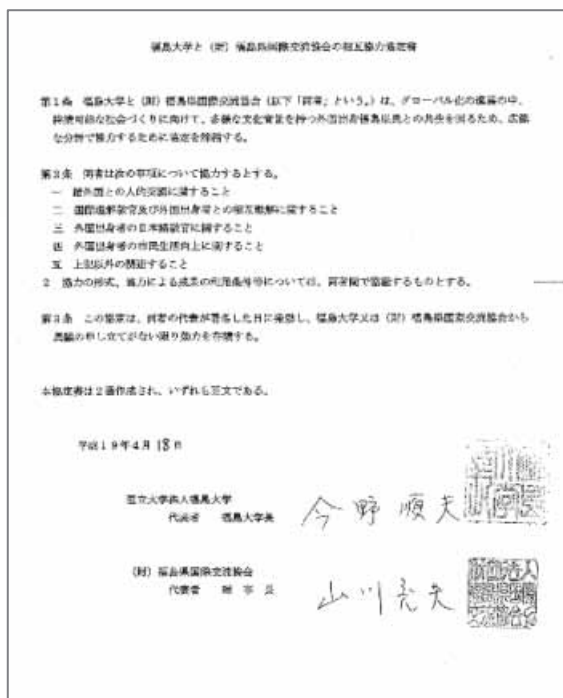 福島大学と(財)福島県国際交流協会の相互協力協定書
第1条 福島大学と(財)福島県国際交流協会(以下「両者」という。)は、グローバル化の進展の中、
持続可能な社会づくりに向けて、多様な文化背景を持つ外国出身福島県民との共生を図るため、広範
な分野で協力するために協定を締結する。
第2条 両者は次の事項について協力するとする。
一 諸外国との人的交流に関すること
二 国際理解教育及び外国出身者との相互理解に関すること
三 外国出身者の日本語教育に関すること
四 外国出身者の市民生活向上に関すること
五 上記以外の関連すること
2 協力の形式、協力による成果の利用条件等については、両者間で協議するものとする。
第3条 この協定は、両者の代表が署名した日に発効し、福島大学又は(財)福島県国際交流協会から
異論の申し立てがない限り効力を存続する。
本協定書は2通作成され、いずれも正文である。
平成19年4月18日
国立大学法人福島大学
代表者 福島大学長 今野順夫
(財)福島県国際交流協会
代表者 理事長 山川充夫